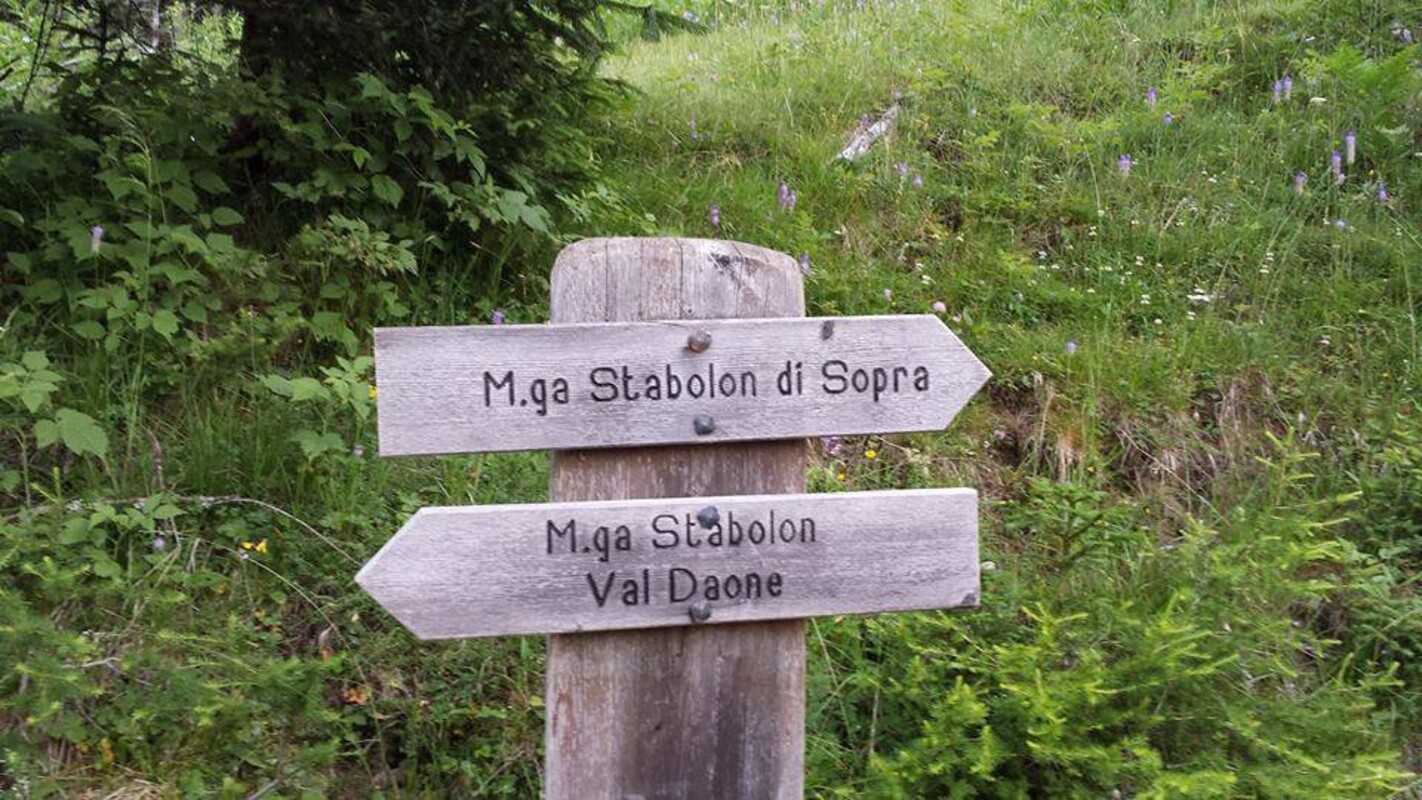 M.ga Stabolon di Sopra
M.ga Stabolon
Val Daone